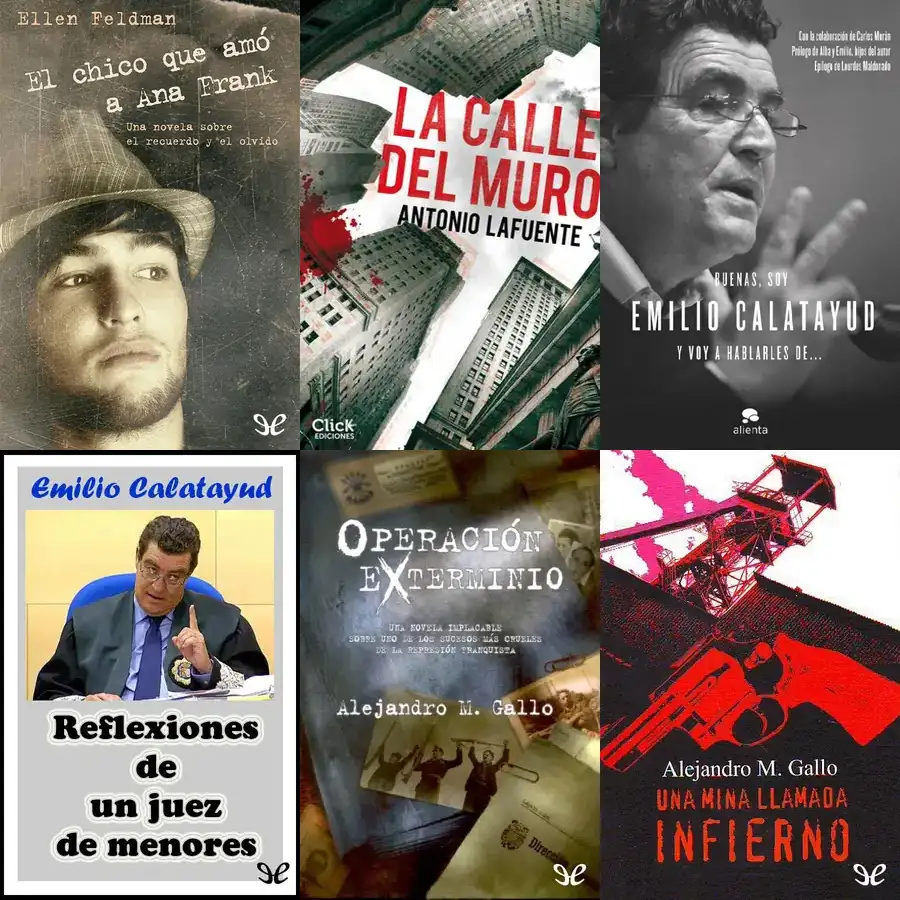 Ellen Feldman
El chico que amó
a Ana Frank
Una novela sobre
el recuerdo y el olvido
LA CALLE
DEL MURO
ANTONIO LAFUENTE
Click
EDICIONES
Con la colaboración de Carlos Morán
Prólogo de Alba y Emilio, hijos del autor
Epílogo de Lourdes Maldonado
BUENAS, SOY
EMILIO CALATAYUD
Y VOY A HABLARLES DE...
alienta
Emilio Calatayud
Reflexiones
de
un juez
de menores
OPERACIÓN
EXTERMINIO
UNA NOVELA IMPLACABLE
SOBRE UNO DE LOS SUCESOS MÁS CRUELES
DE LA REPRESIÓN FRANQUISTA
Alejandro M. Gallo
Alejandro M. Gallo
UNA MINA LLAMADA
INFIERNO